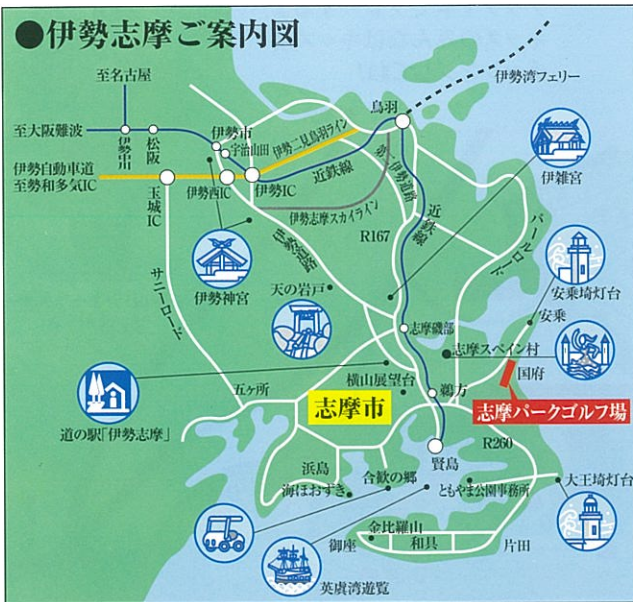 ●伊勢志摩ご案内図
至名古屋
伊勢湾フェリー
鳥羽
至大阪難波
伊勢中川
松阪
伊勢市
宇治山田
伊勢二見鳥羽ライン
第二伊勢道路
伊雑宮
伊勢自動車道
至勢和多気IC
玉城IC
伊勢西IC
伊勢IC
近鉄線
近鉄線
パールロード
伊勢志摩スカイライン
R167
伊勢道路
サニーロード
伊勢神宮
天の岩戸
安乗埼灯台
安乗
志摩磯部
志摩スペイン村
国府
道の駅「伊勢志摩」
五ヶ所
横山展望台
鵜方
志摩市
志摩パークゴルフ場
R260
賢島
浜島
海ほおずき
合歓の郷
ともやま公園事務所
大王埼灯台
金比羅山
御座
和具
片田
英虞湾遊覧